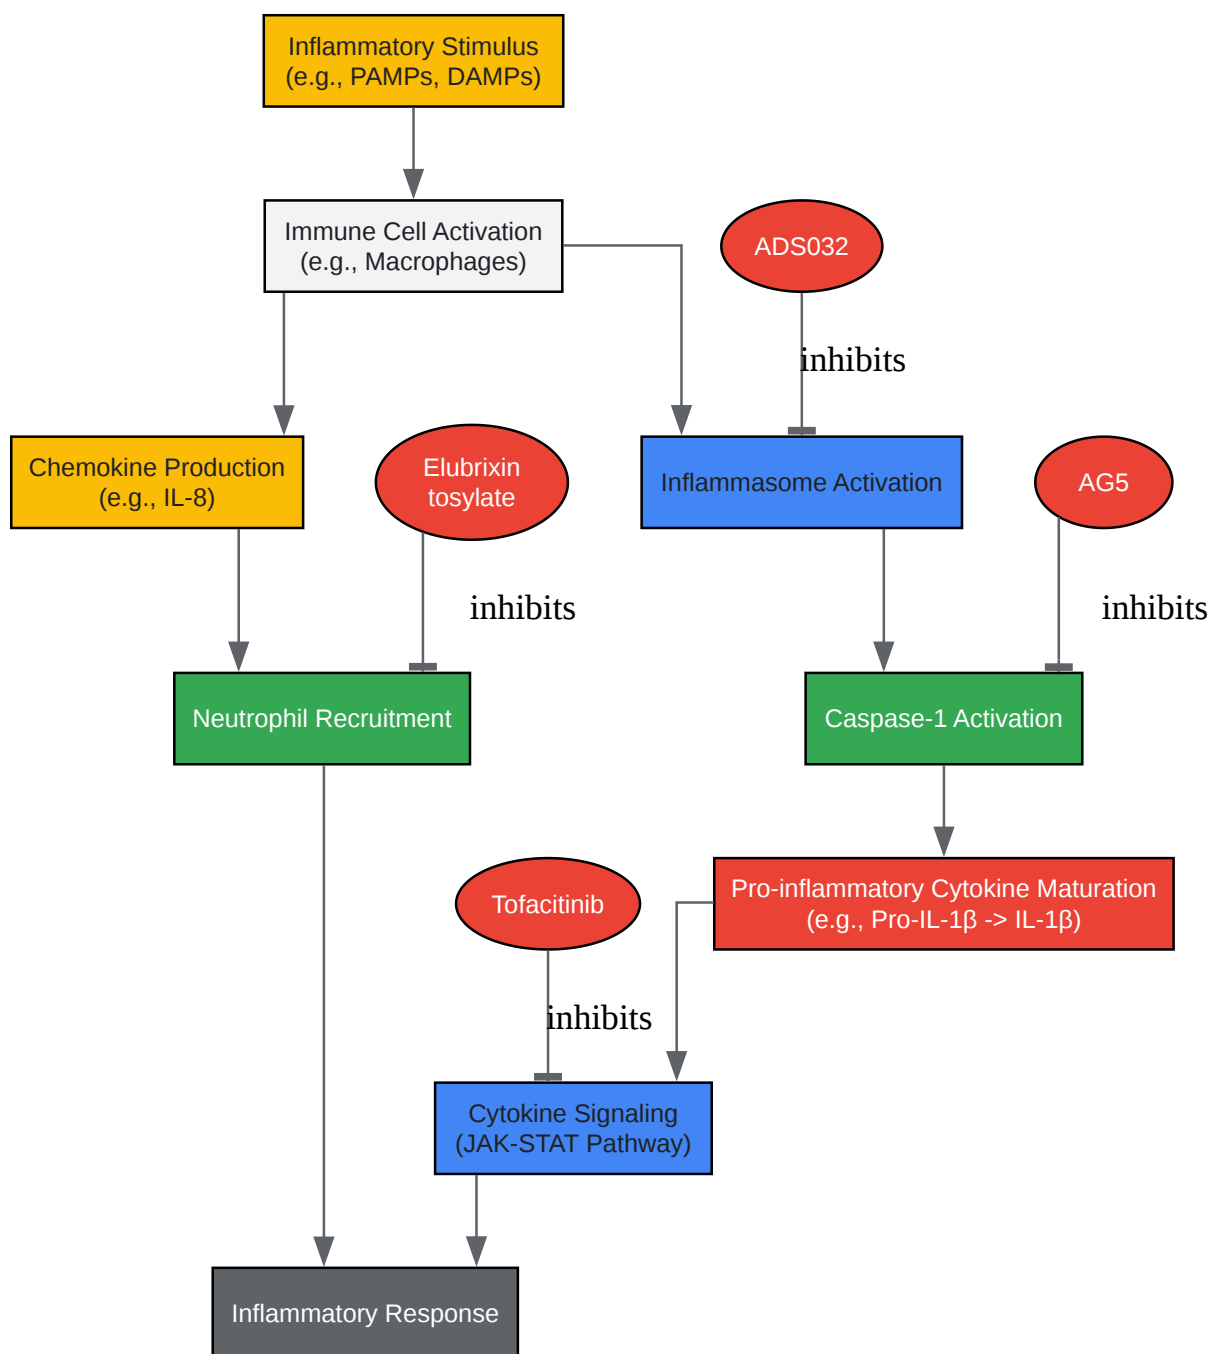 Inflammatory Stimulus
(e.g., PAMPs, DAMPs)
Immune Cell Activation
(e.g., Macrophages)
ADS032
inhibits
Chemokine Production
(e.g., IL-8)
Elubrixin
tosylate
Inflammasome Activation
AG5
inhibits
inhibits
Neutrophil Recruitment
Caspase-1 Activation
Tofacitinib
Pro-inflammatory Cytokine Maturation
(e.g., Pro-IL-1β -> IL-1β)
inhibits
Cytokine Signaling
(JAK-STAT Pathway)
Inflammatory Response